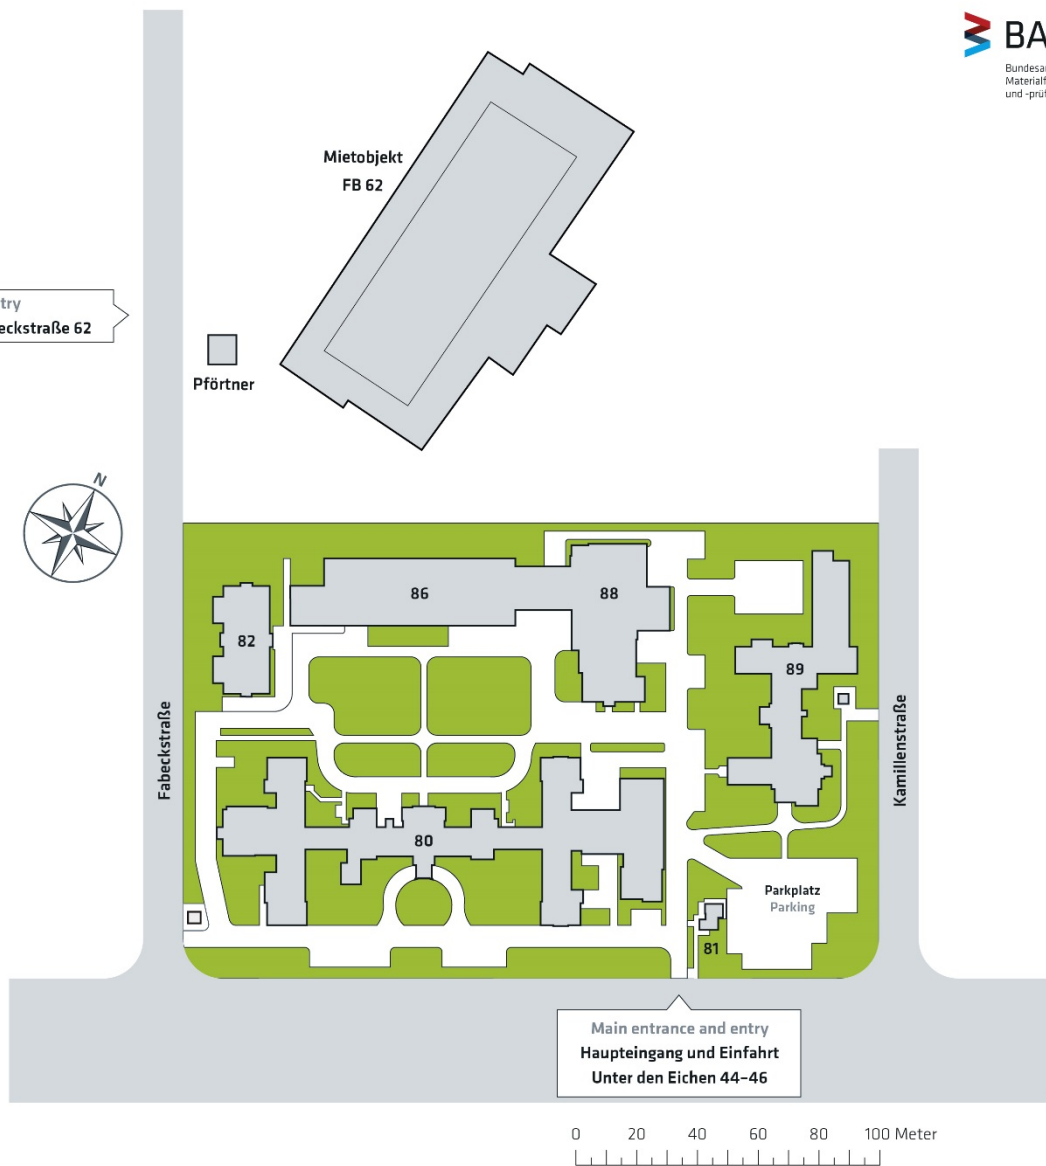 BA
Bundesa
Materialf
und -prüf
Mietobjekt
FB 62
try
eckstraße 62
Pförtner
N
86
88
82
89
Fabeckstraße
Kamillenstraße
80
Parkplatz
Parking
81
Main entrance and entry
Haupteingang und Einfahrt
Unter den Eichen 44–46
0 20 40 60 80 100 Meter